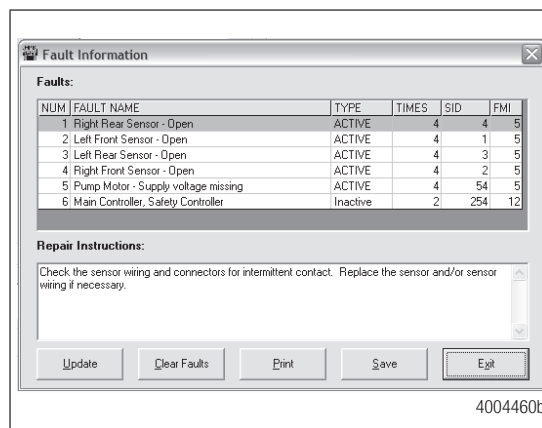 Fault Information
Faults:
NUM FAULT NAME TYPE TIMES SID FMI
1 Right Rear Sensor - Open ACTIVE 4 4 5
2 Left Front Sensor - Open ACTIVE 4 1 5
3 Left Rear Sensor - Open ACTIVE 4 3 5
4 Right Front Sensor - Open ACTIVE 4 2 5
5 Pump Motor - Supply voltage missing ACTIVE 4 54 5
6 Main Controller, Safety Controller Inactive 2 254 12
Repair Instructions:
Check the sensor wiring and connectors for intermittent contact. Replace the sensor and/or sensor
wiring if necessary.
Update Clear Faults Print Save Exit
4004460b